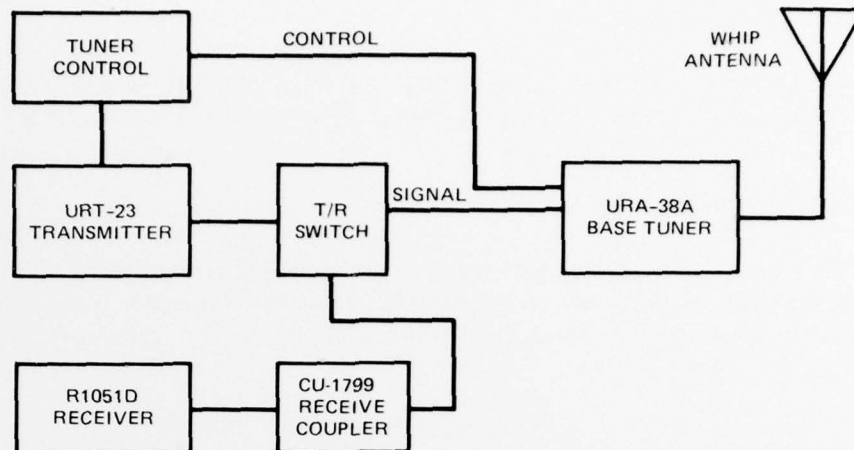 TUNER
CONTROL
CONTROL
WHIP
ANTENNA
URT-23
TRANSMITTER
T/R
SWITCH
SIGNAL
URA-38A
BASE TUNER
R1051D
RECEIVER
CU-1799
RECEIVE
COUPLER